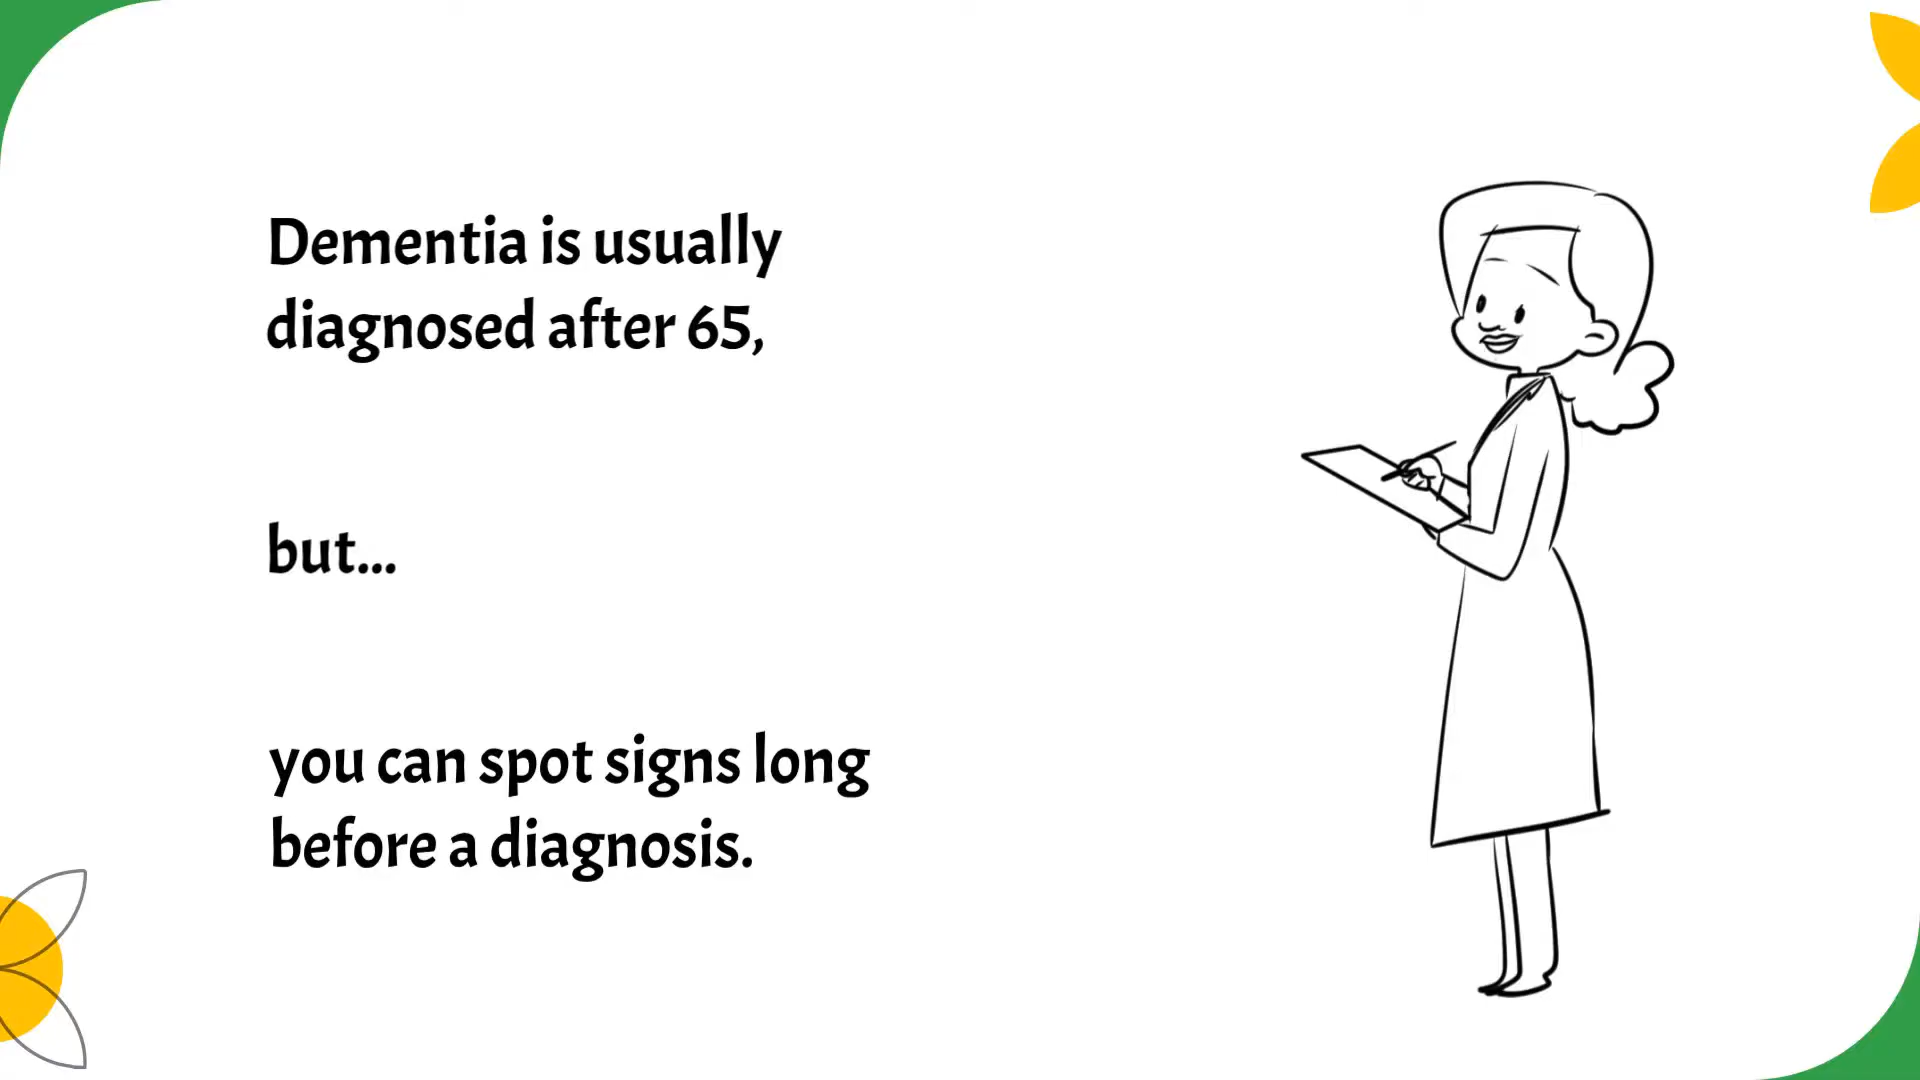 Dementia is usually
diagnosed after 65,
but...
you can spot signs long
before a diagnosis.